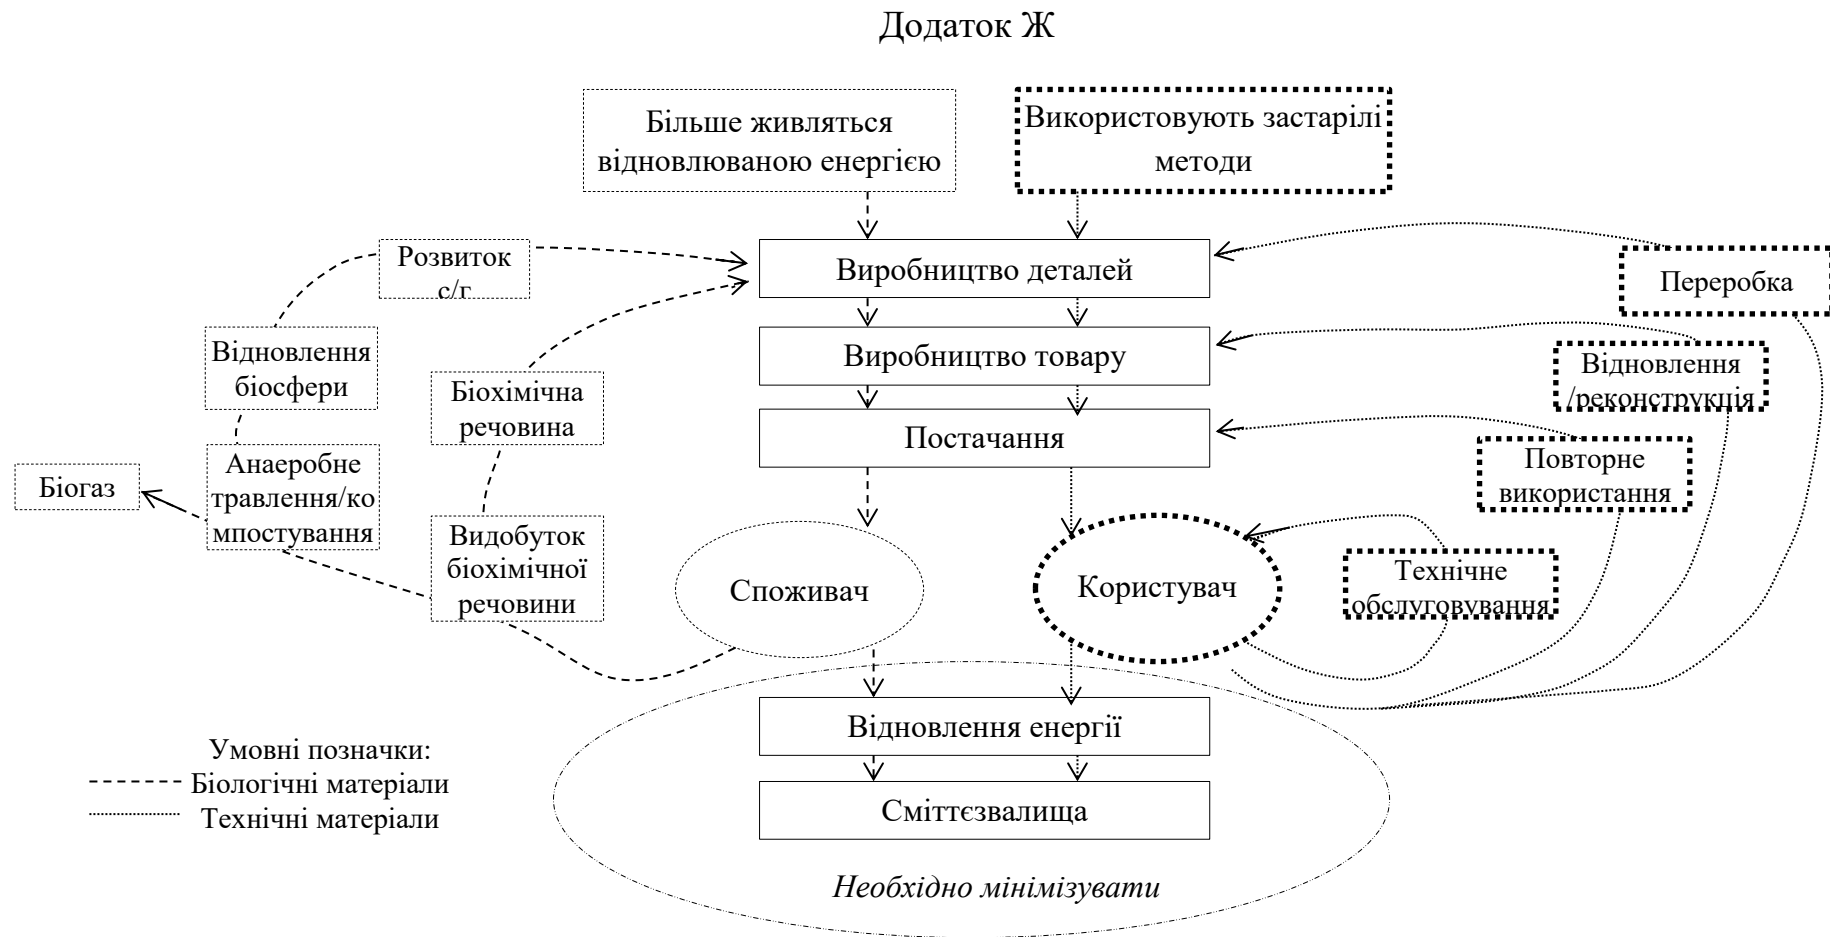 Додаток Ж
Більше живляться
відновлюваною енергією
Використовують застарілі
методи
Розвиток
с/г
Виробництво деталей
Переробка
Відновлення
біосфери
Біохімічна
речовина
Виробництво товару
Відновлення
/реконструкція
Постачання
Біогаз
Анаеробне
травлення/ко
мпостування
Повторне
використання
Видобуток
біохімічної
речовини
Споживач
Користувач
Технічне
обслуговування
Відновлення енергії
Сміттєзвалища
Необхідно мінімізувати
Умовні позначки:
Біологічні матеріали
Технічні матеріали